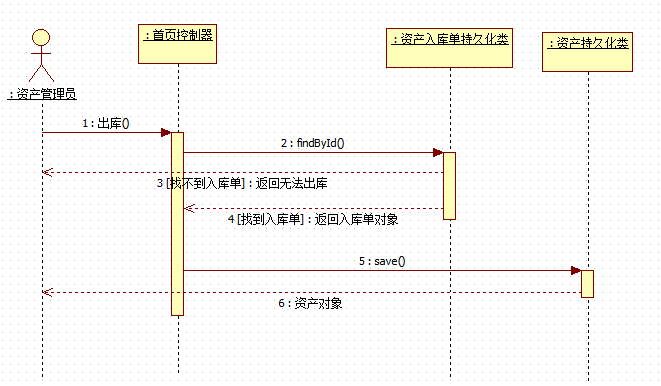 : 首页控制器
: 资产入库单持久化类
: 资产持久化类
: 资产管理员
1 : 出库()
2 : findById()
3 [找不到入库单] : 返回无法出库
4 [找到入库单] : 返回入库单对象
5 : save()
6 : 资产对象